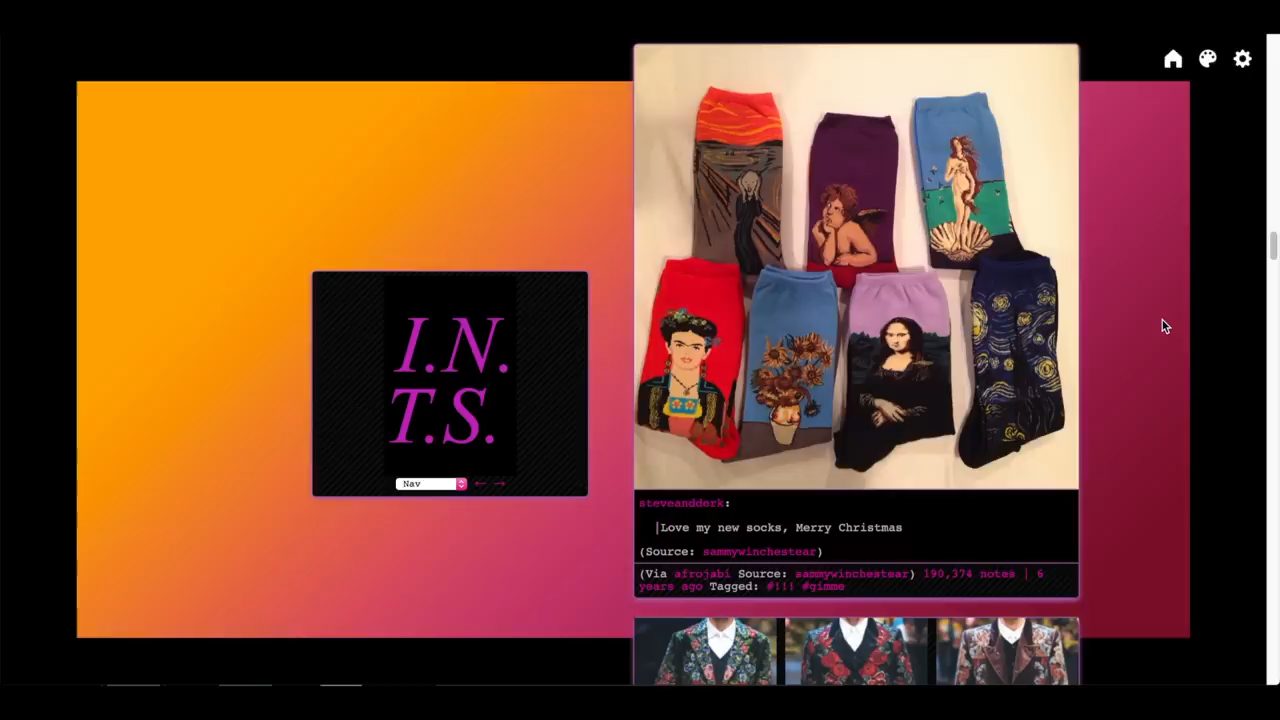 I.N.
T.S.
Nav
← →
steveandderk:
Love my new socks, Merry Christmas
(Source: sammywinchestear)
(Via afrojabi Source: sammywinchestear) 190,374 notes | 6
years ago Tagged: #!!! #gimme